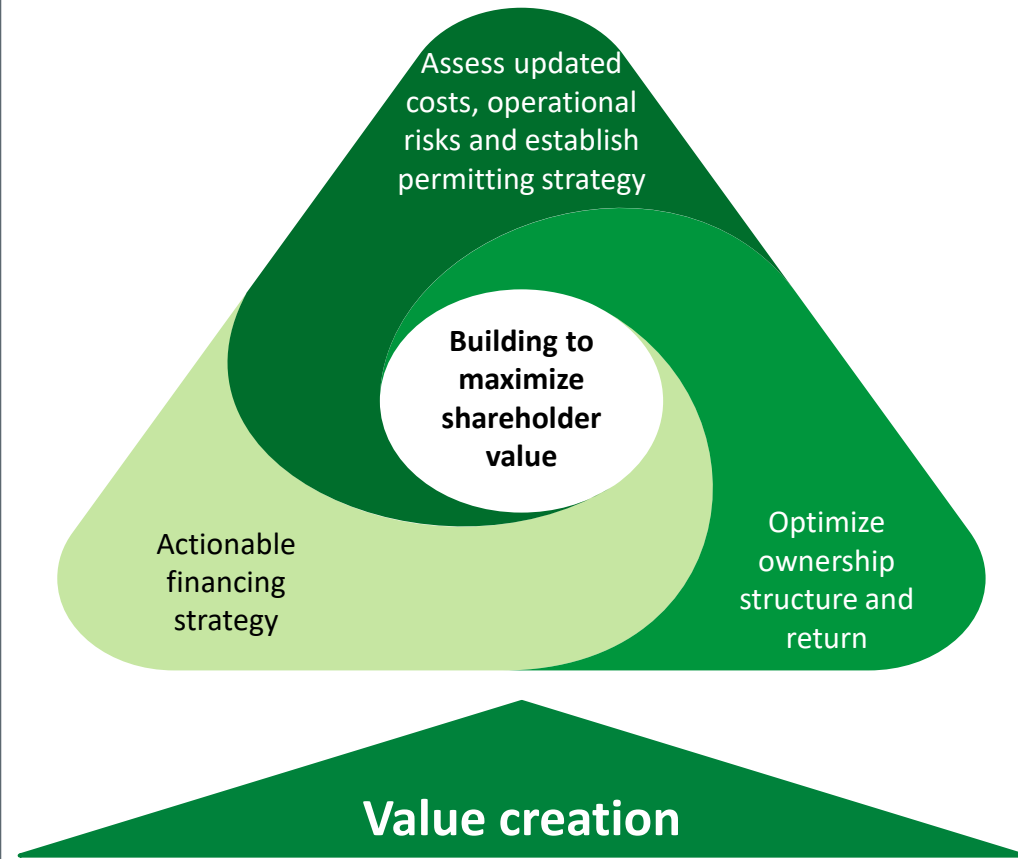 Assess updated
costs, operational
risks and establish
permitting strategy
Building to
maximize
shareholder
value
Actionable
financing
strategy
Optimize
ownership
structure and
return
Value creation